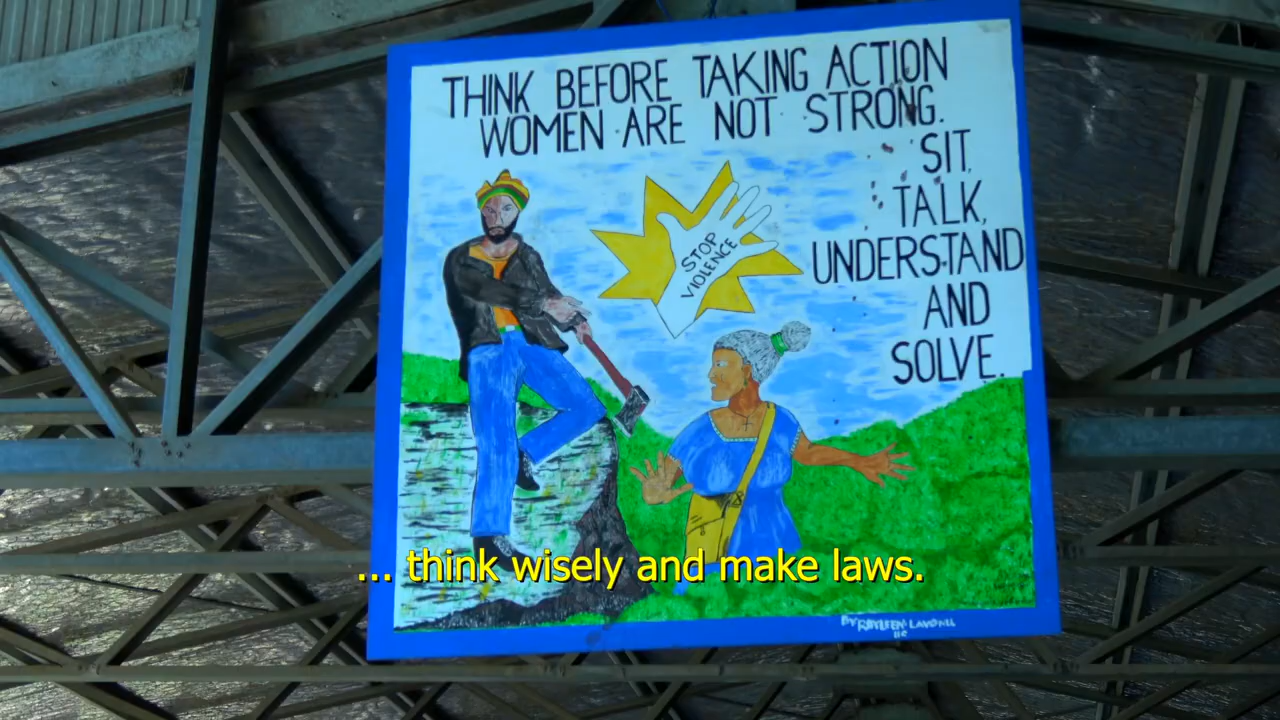 THINK BEFORE TAKING ACTION
WOMEN ARE NOT STRONG.
SIT,
TALK,
UNDERSTAND
AND
SOLVE.
STOP
VIOLENCE
... think wisely and make laws.
BY